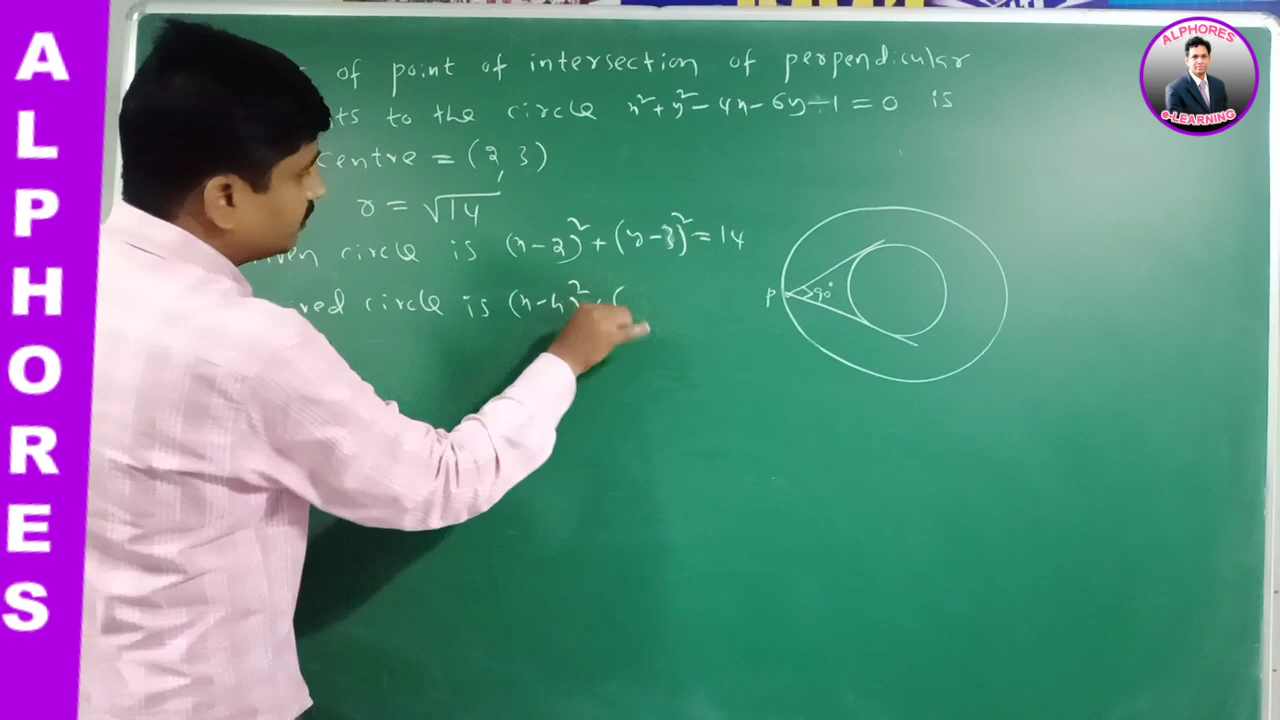 ALPHORES
of point of intersection of perpendicular
to the circle x² + y² - 4x - 6y - 1 = 0 is
centre = (2, 3)
r = √14
circle is (x-2)² + (y-3)² = 14
circle is (x-h)² + (
P 90°
ALPHORES
e-LEARNING